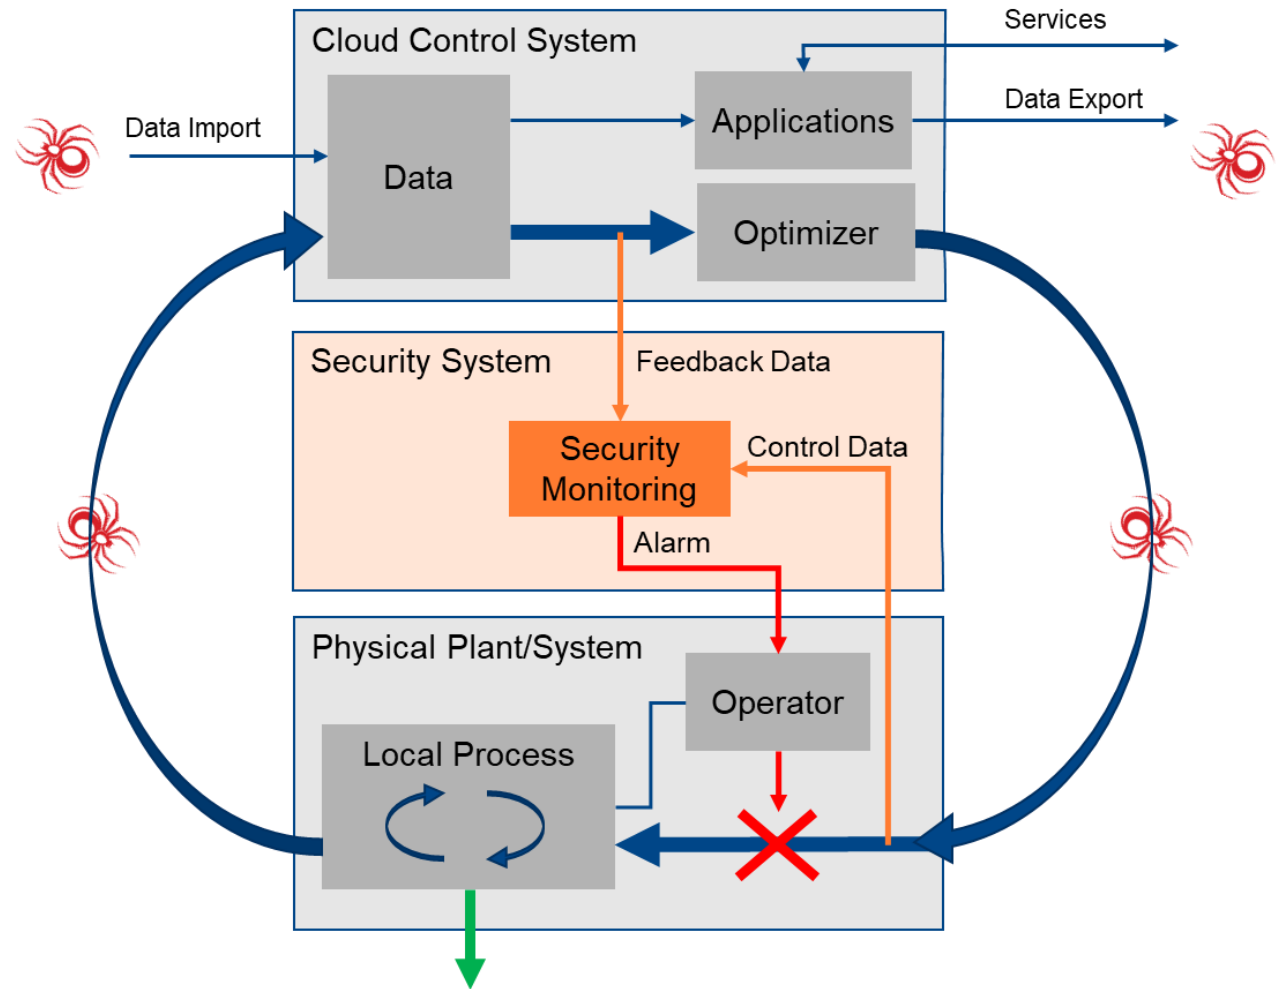 Services
Cloud Control System
Data Export
Data Import
Applications
Data
Optimizer
Security System
Feedback Data
Security
Monitoring
Control Data
Alarm
Physical Plant/System
Operator
Local Process